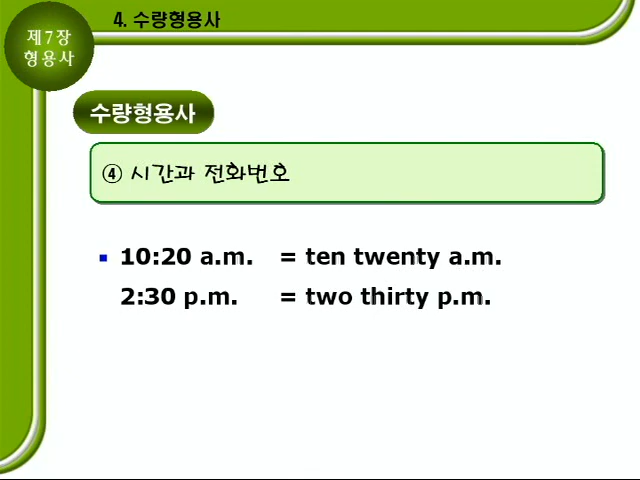 4. 수량형용사
제7장
형용사
수량형용사
④ 시간과 전화번호
▪ 10:20 a.m. = ten twenty a.m.
2:30 p.m. = two thirty p.m.